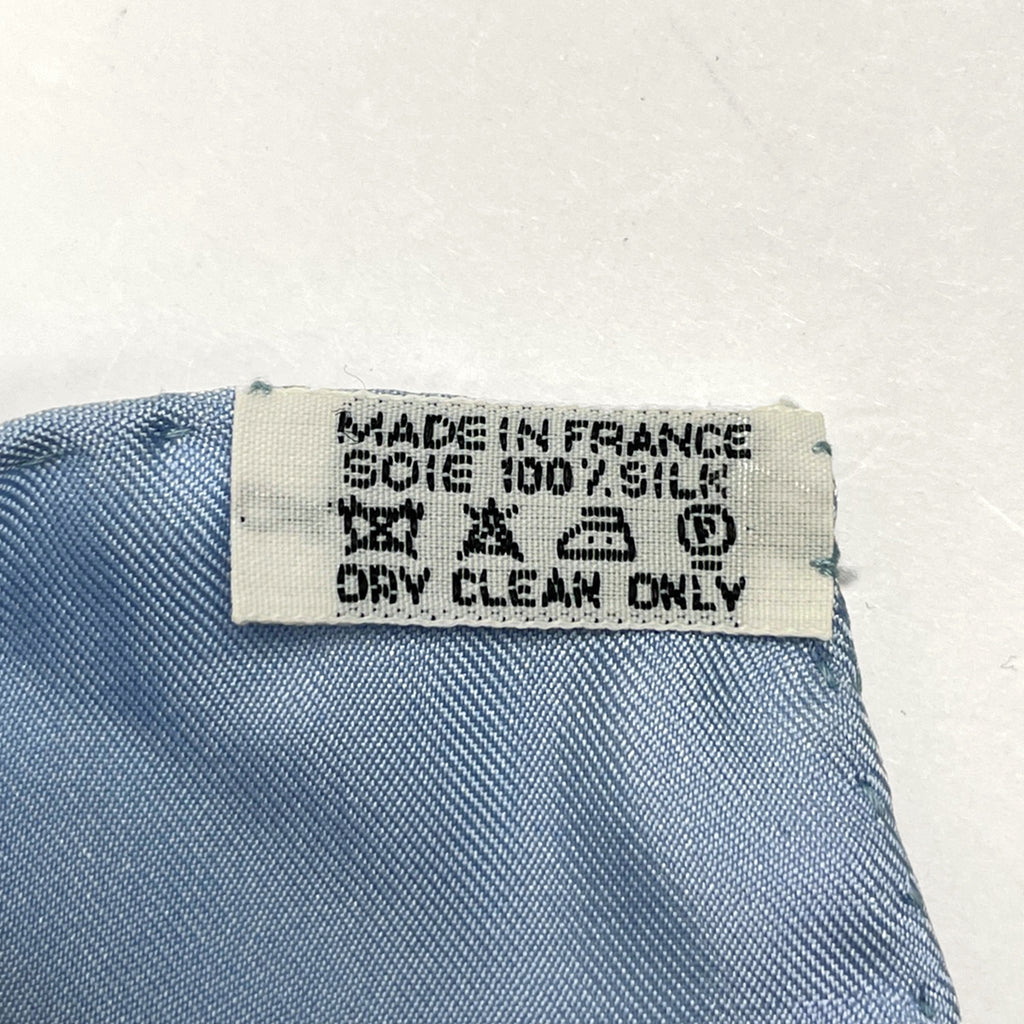 MADE IN FRANCE
SOIE 100% SILK
P
DRY CLEAN ONLY